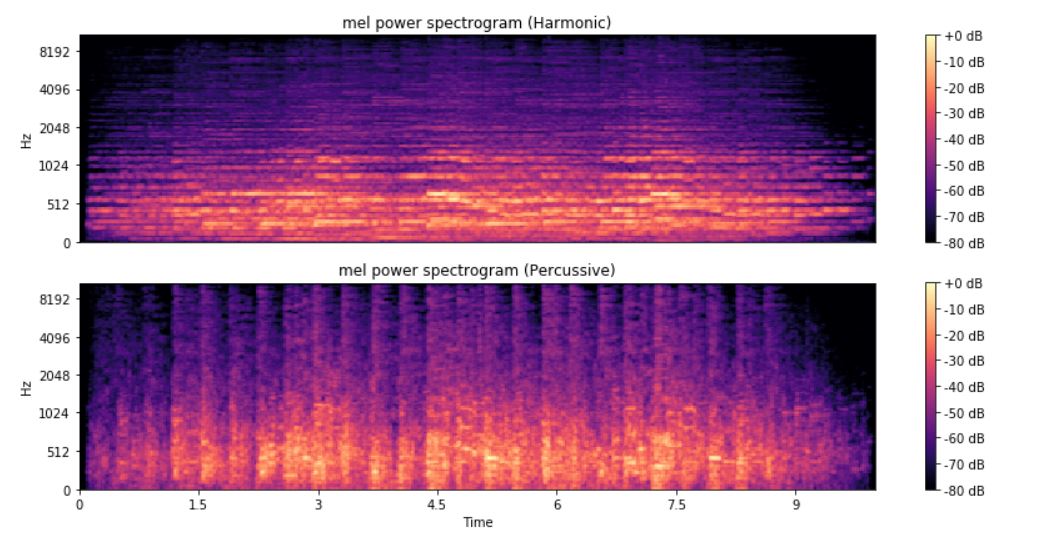 mel power spectrogram (Harmonic)
8192
4096
2048
1024
512
0
Hz
+0 dB
-10 dB
-20 dB
-30 dB
-40 dB
-50 dB
-60 dB
-70 dB
-80 dB
mel power spectrogram (Percussive)
8192
4096
2048
1024
512
0
Hz
0 1.5 3 4.5 6 7.5 9
Time
+0 dB
-10 dB
-20 dB
-30 dB
-40 dB
-50 dB
-60 dB
-70 dB
-80 dB